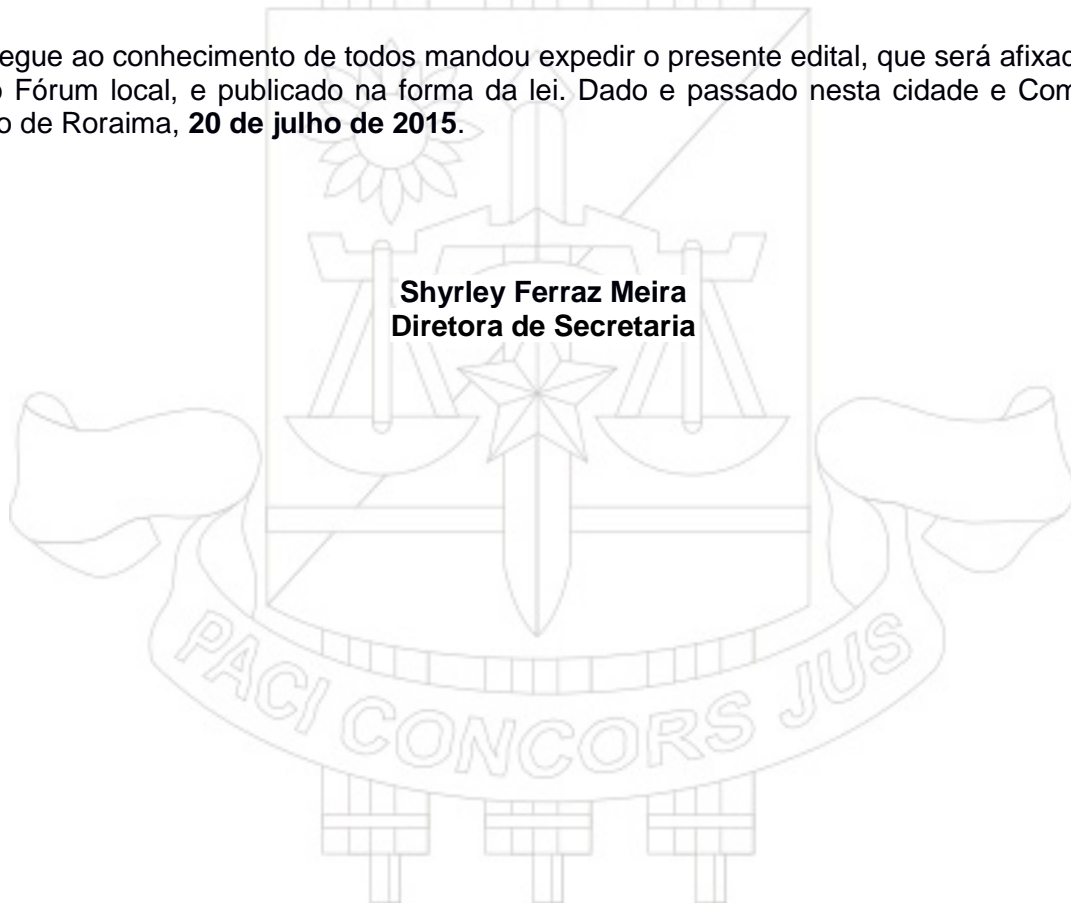 egue ao conhecimento de todos mandou expedir o presente edital, que será afixad
Fórum local, e publicado na forma da lei. Dado e passado nesta cidade e Com
o de Roraima, 20 de julho de 2015.
Shyrley Ferraz Meira
Diretora de Secretaria
PACI CONCORS JUS